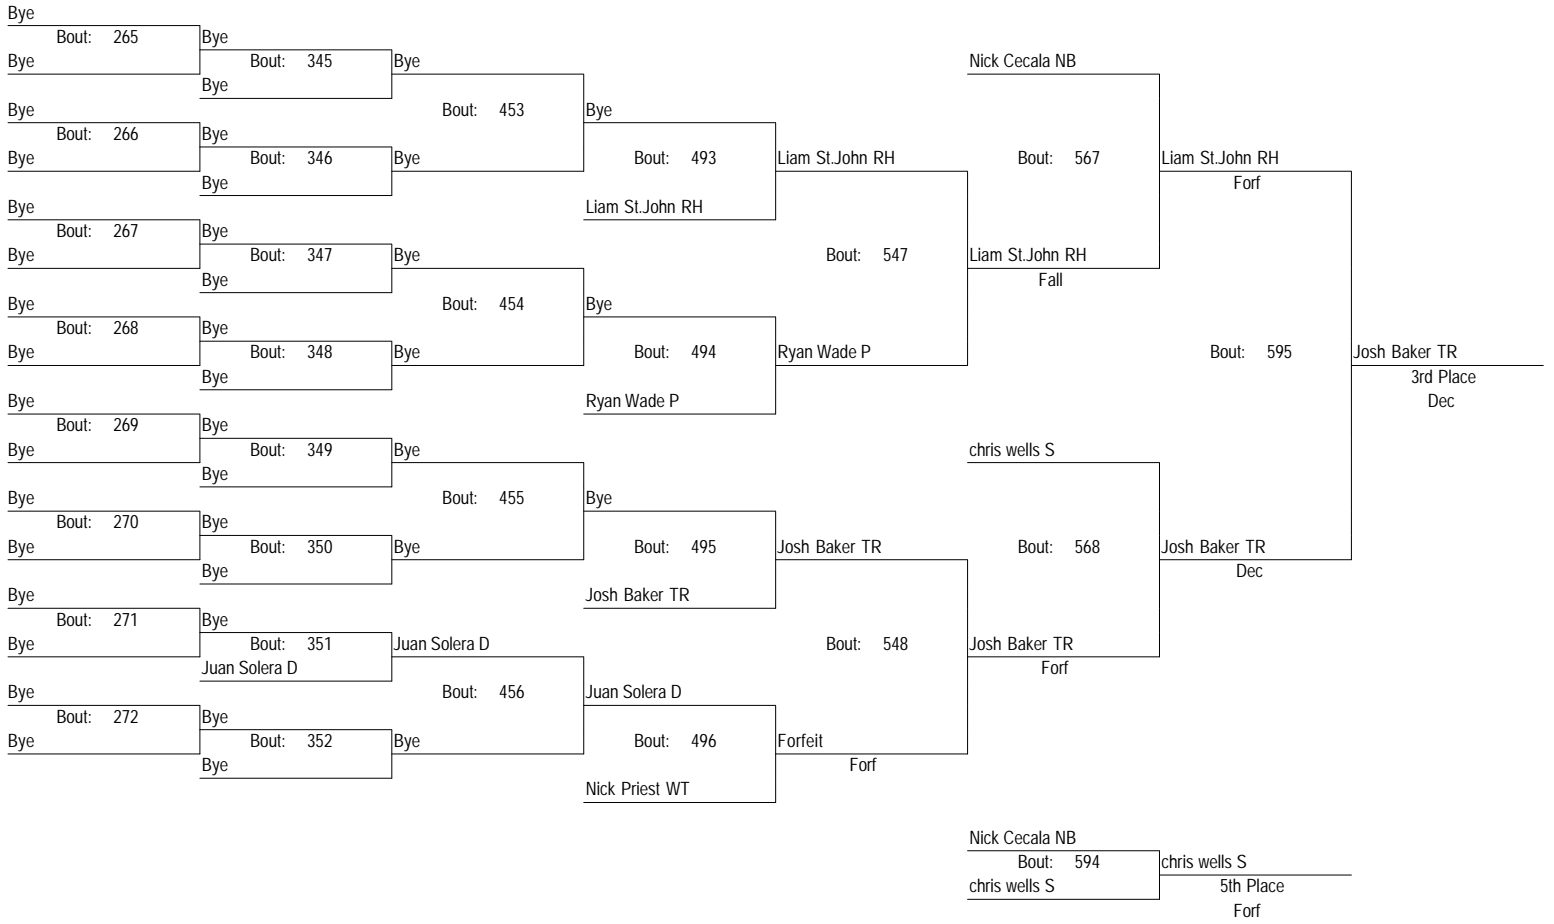 Bye
Bout: 265 Bye
Bye Bout: 345 Bye Nick Cecala NB
Bye
Bye Bout: 453 Bye
Bout: 266 Bye
Bye Bout: 346 Bye Bout: 493 Liam St.John RH Bout: 567 Liam St.John RH
Bye Forf
Bye Liam St.John RH
Bout: 267 Bye
Bye Bout: 347 Bye Bout: 547 Liam St.John RH
Bye Fall
Bye Bout: 454 Bye
Bout: 268 Bye
Bye Bout: 348 Bye Bout: 494 Ryan Wade P Bout: 595 Josh Baker TR
Bye 3rd Place
Bye Ryan Wade P Dec
Bout: 269 Bye
Bye Bout: 349 Bye chris wells S
Bye
Bye Bout: 455 Bye
Bout: 270 Bye
Bye Bout: 350 Bye Bout: 495 Josh Baker TR Bout: 568 Josh Baker TR
Bye Dec
Bye Josh Baker TR
Bout: 271 Bye
Bye Bout: 351 Juan Solera D Bout: 548 Josh Baker TR
Juan Solera D Forf
Bye Bout: 456 Juan Solera D
Bout: 272 Bye
Bye Bout: 352 Bye Bout: 496 Forfeit
Bye Forf
Nick Priest WT
Nick Cecala NB
Bout: 594 chris wells S
chris wells S 5th Place
Forf